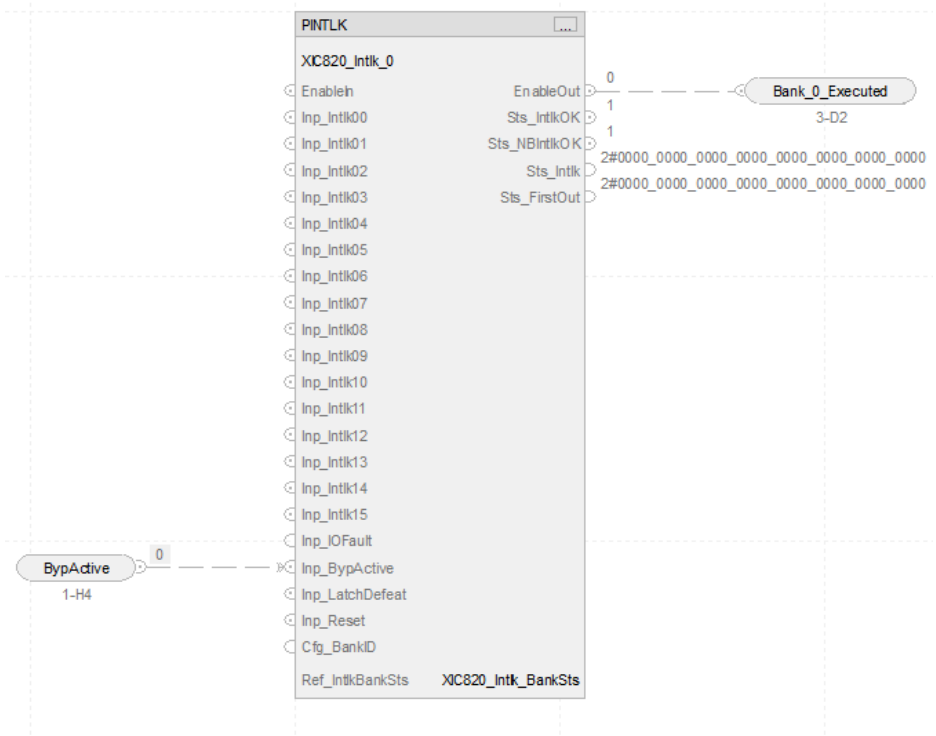 PINTLK ...
XIC820_Intlk_0
EnableIn EnableOut 0 Bank_0_Executed
3-D2
Inp_Intlk00 Sts_IntlkOK 1
Inp_Intlk01 Sts_NBIntlkOK 1
Inp_Intlk02 Sts_Intlk 2#0000_0000_0000_0000_0000_0000_0000_0000
Inp_Intlk03 Sts_FirstOut 2#0000_0000_0000_0000_0000_0000_0000_0000
Inp_Intlk04
Inp_Intlk05
Inp_Intlk06
Inp_Intlk07
Inp_Intlk08
Inp_Intlk09
Inp_Intlk10
Inp_Intlk11
Inp_Intlk12
Inp_Intlk13
Inp_Intlk14
Inp_Intlk15
Inp_IOFault
BypActive 0 Inp_BypActive
1-H4
Inp_LatchDefeat
Inp_Reset
Cfg_BankID
Ref_IntlkBankSts XIC820_Intlk_BankSts